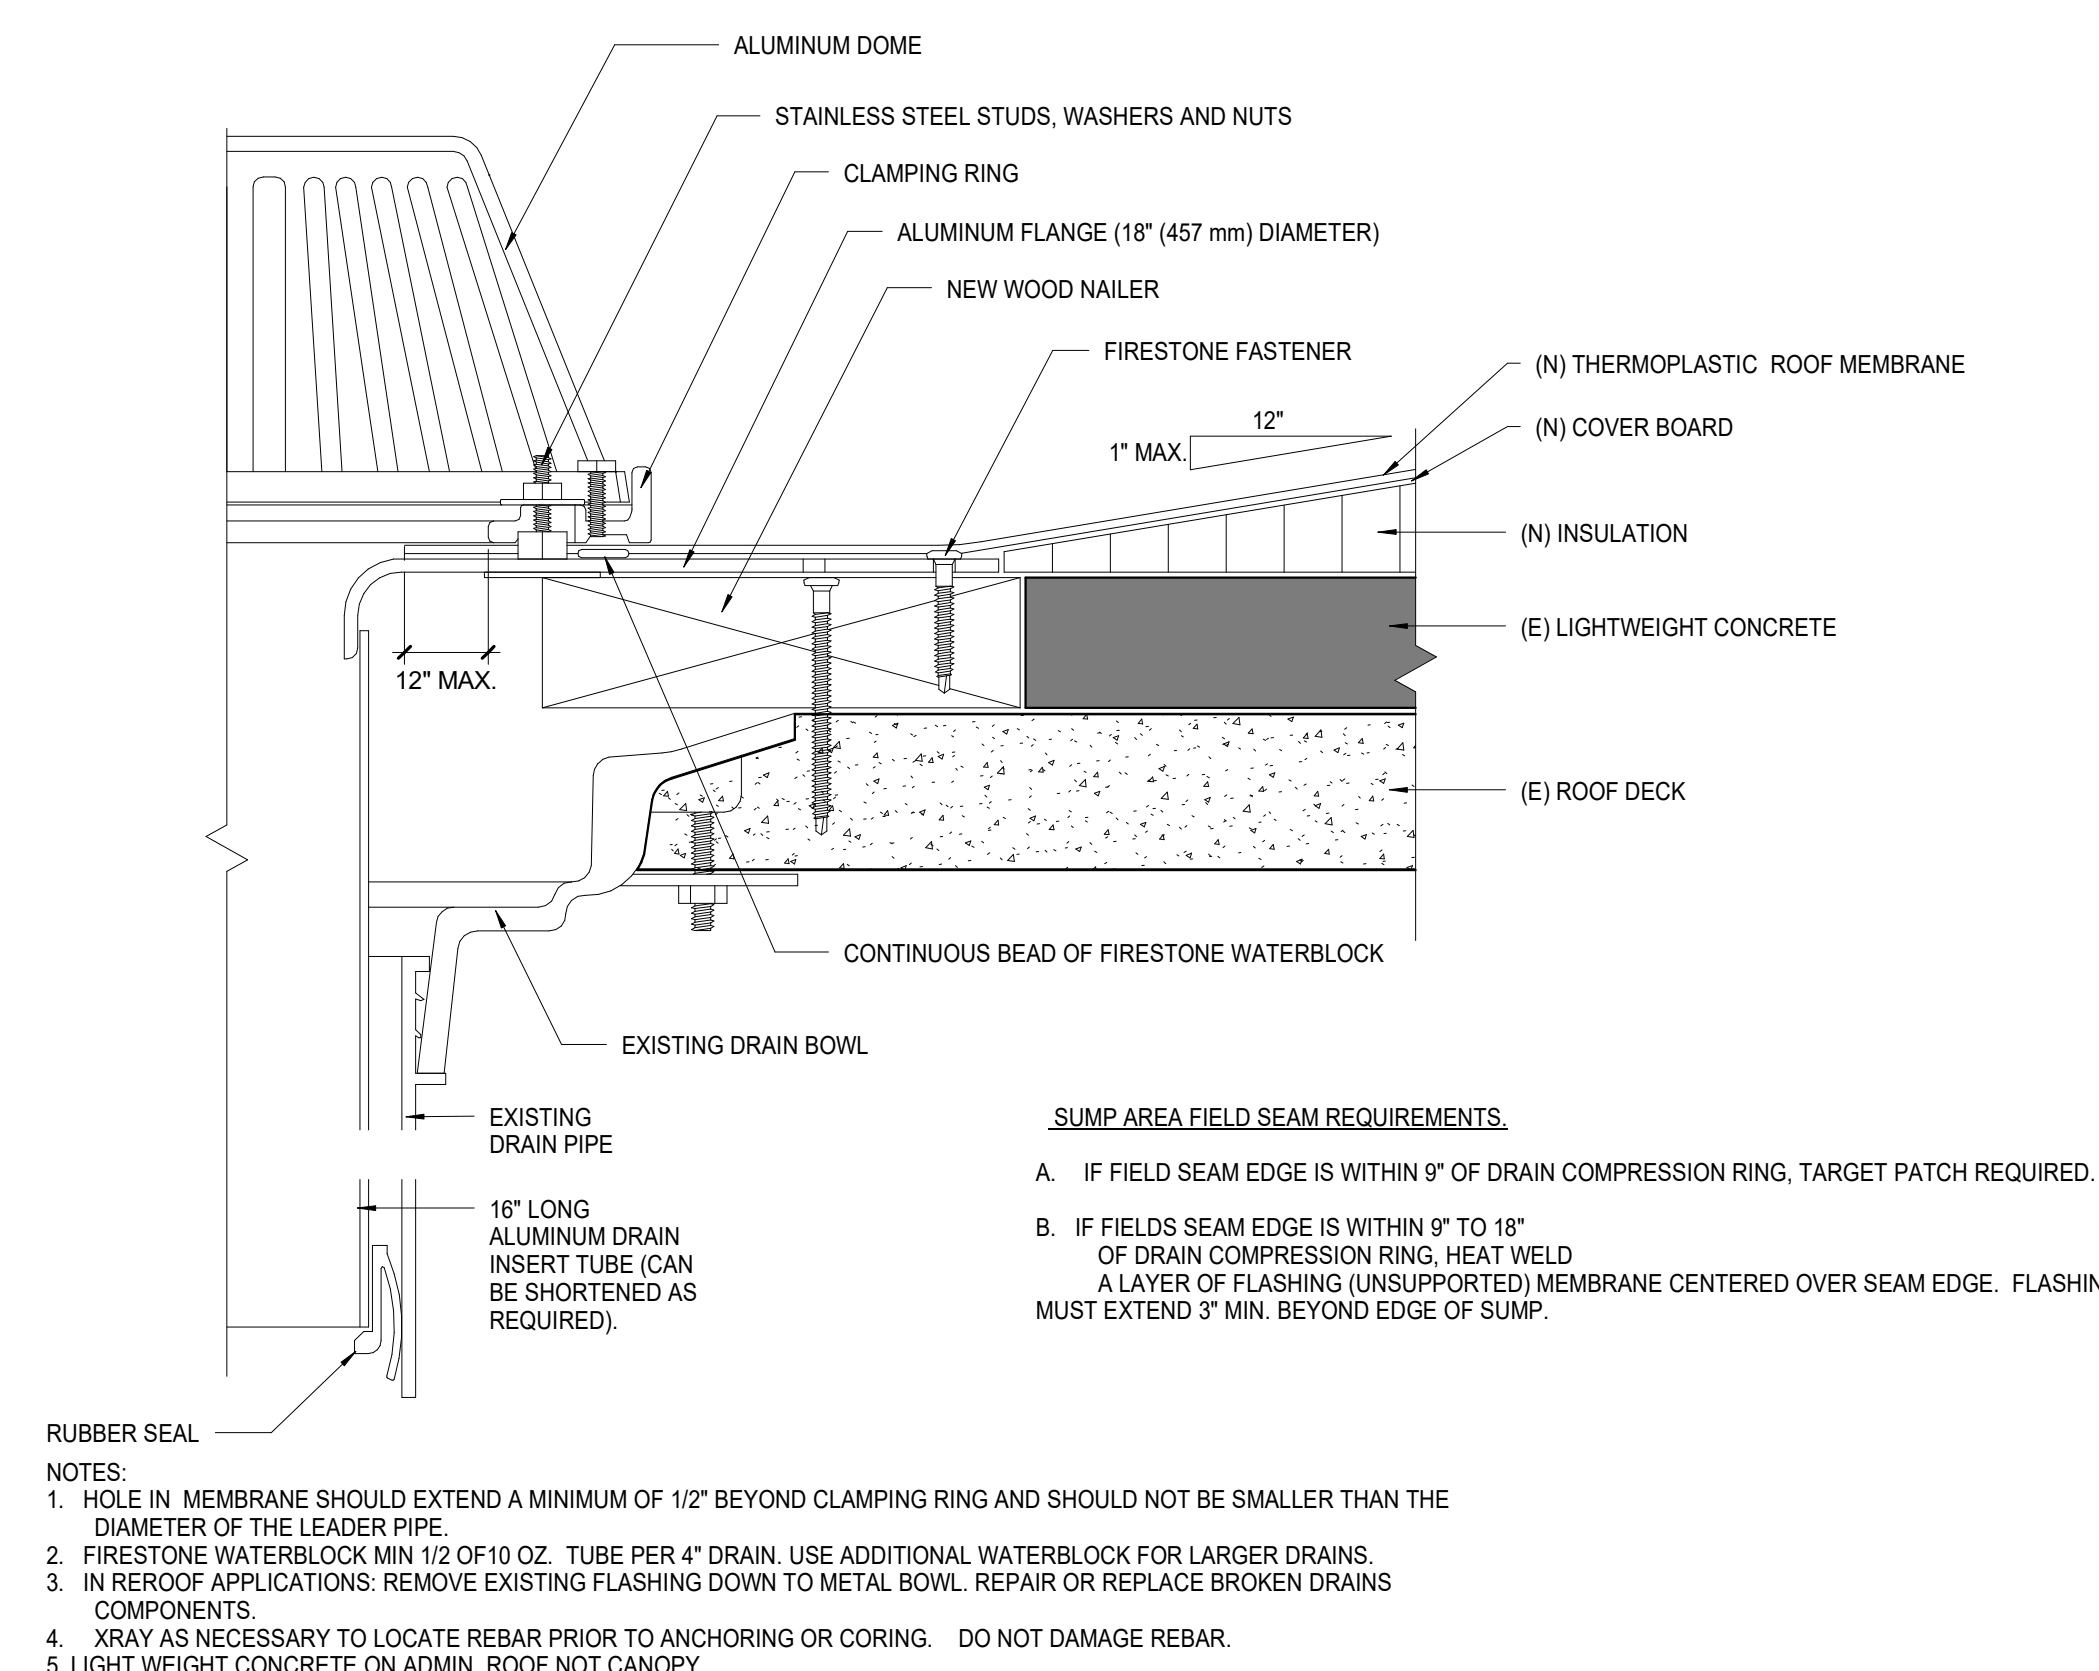 ALUMINUM DOME
STAINLESS STEEL STUDS, WASHERS AND NUTS
CLAMPING RING
ALUMINUM FLANGE (18" (457 mm) DIAMETER)
NEW WOOD NAILER
FIRESTONE FASTENER
(N) THERMOPLASTIC ROOF MEMBRANE
12"
1" MAX.
(N) COVER BOARD
(N) INSULATION
(E) LIGHTWEIGHT CONCRETE
12" MAX.
(E) ROOF DECK
CONTINUOUS BEAD OF FIRESTONE WATERBLOCK
EXISTING DRAIN BOWL
EXISTING
DRAIN PIPE
16" LONG
ALUMINUM DRAIN
INSERT TUBE (CAN
BE SHORTENED AS
REQUIRED).
SUMP AREA FIELD SEAM REQUIREMENTS.
A. IF FIELD SEAM EDGE IS WITHIN 9" OF DRAIN COMPRESSION RING, TARGET PATCH REQUIRED.
B. IF FIELDS SEAM EDGE IS WITHIN 9" TO 18"
OF DRAIN COMPRESSION RING, HEAT WELD
A LAYER OF FLASHING (UNSUPPORTED) MEMBRANE CENTERED OVER SEAM EDGE. FLASHIN
MUST EXTEND 3" MIN. BEYOND EDGE OF SUMP.
RUBBER SEAL
NOTES:
1. HOLE IN MEMBRANE SHOULD EXTEND A MINIMUM OF 1/2" BEYOND CLAMPING RING AND SHOULD NOT BE SMALLER THAN THE
DIAMETER OF THE LEADER PIPE.
2. FIRESTONE WATERBLOCK MIN 1/2 OF10 OZ. TUBE PER 4" DRAIN. USE ADDITIONAL WATERBLOCK FOR LARGER DRAINS.
3. IN REROOF APPLICATIONS: REMOVE EXISTING FLASHING DOWN TO METAL BOWL. REPAIR OR REPLACE BROKEN DRAINS
COMPONENTS.
4. XRAY AS NECESSARY TO LOCATE REBAR PRIOR TO ANCHORING OR CORING. DO NOT DAMAGE REBAR.
5. LIGHT WEIGHT CONCRETE ON ADMIN. ROOF NOT CANOPY